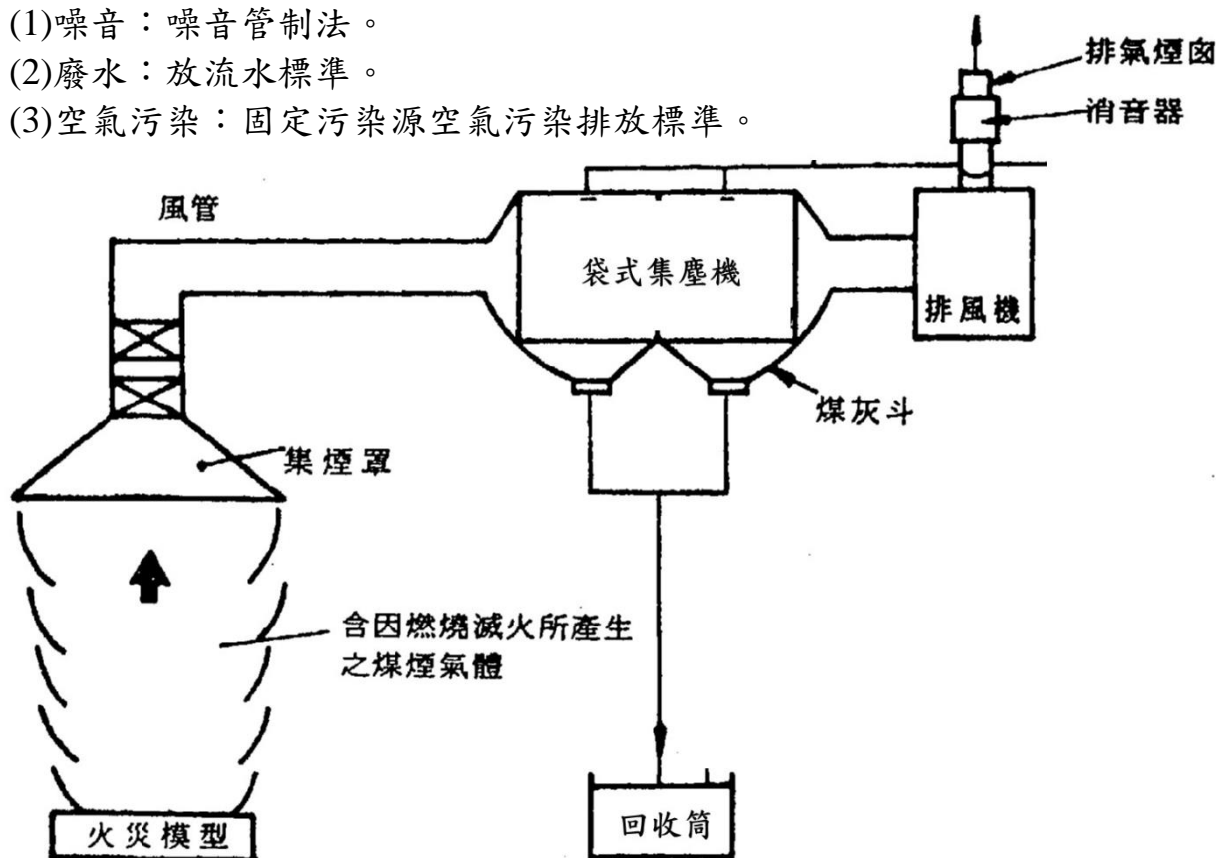 (1)噪音：噪音管制法。
(2)廢水：放流水標準。
(3)空氣污染：固定污染源空氣污染排放標準。
排氣煙囪
消音器
風管
袋式集塵機
排風機
煤灰斗
集煙罩
含因燃燒滅火所產生
之煤煙氣體
火災模型
回收筒